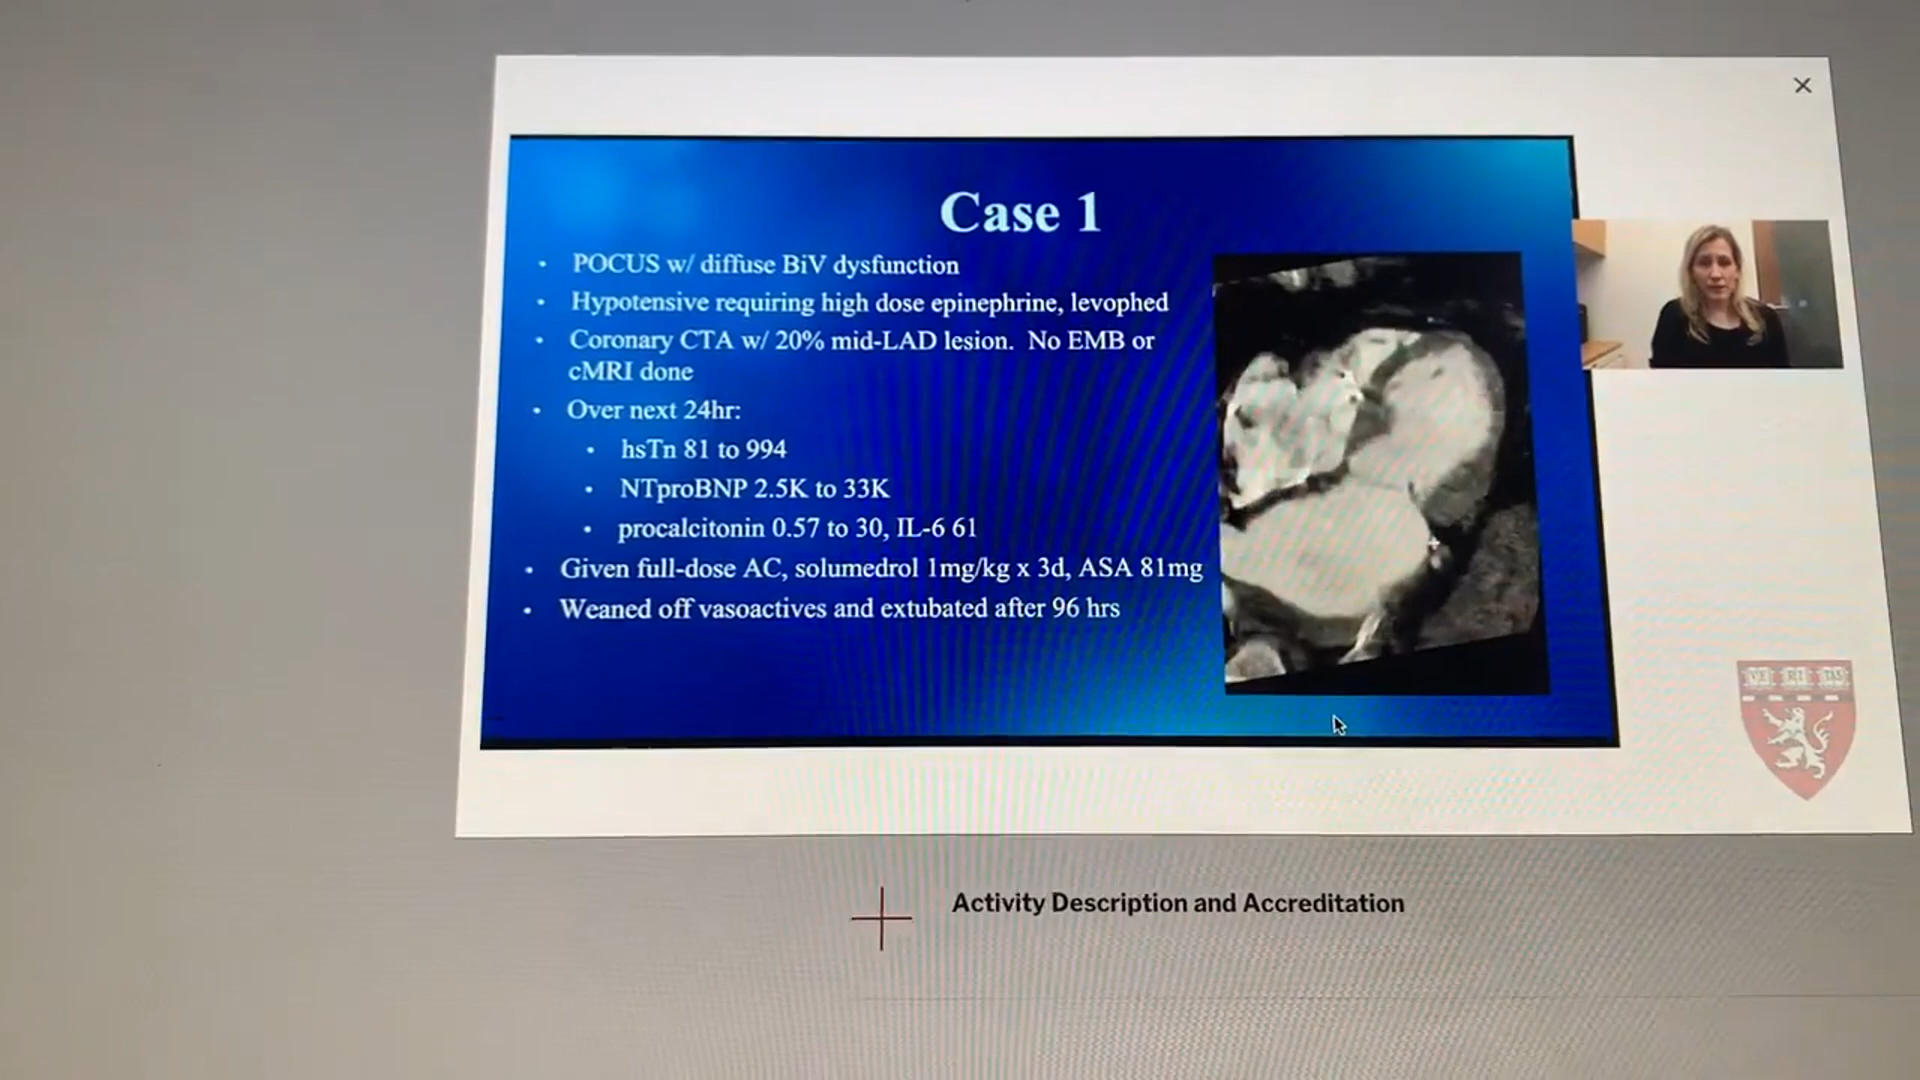 Case 1
• POCUS w/ diffuse BiV dysfunction
• Hypotensive requiring high dose epinephrine, levophed
• Coronary CTA w/ 20% mid-LAD lesion. No EMB or
cMRI done
• Over next 24hr:
• hsTn 81 to 994
• NTproBNP 2.5K to 33K
• procalcitonin 0.57 to 30, IL-6 61
• Given full-dose AC, solumedrol 1mg/kg x 3d, ASA 81mg
• Weaned off vasoactives and extubated after 96 hrs
VE RI TAS
Activity Description and Accreditation